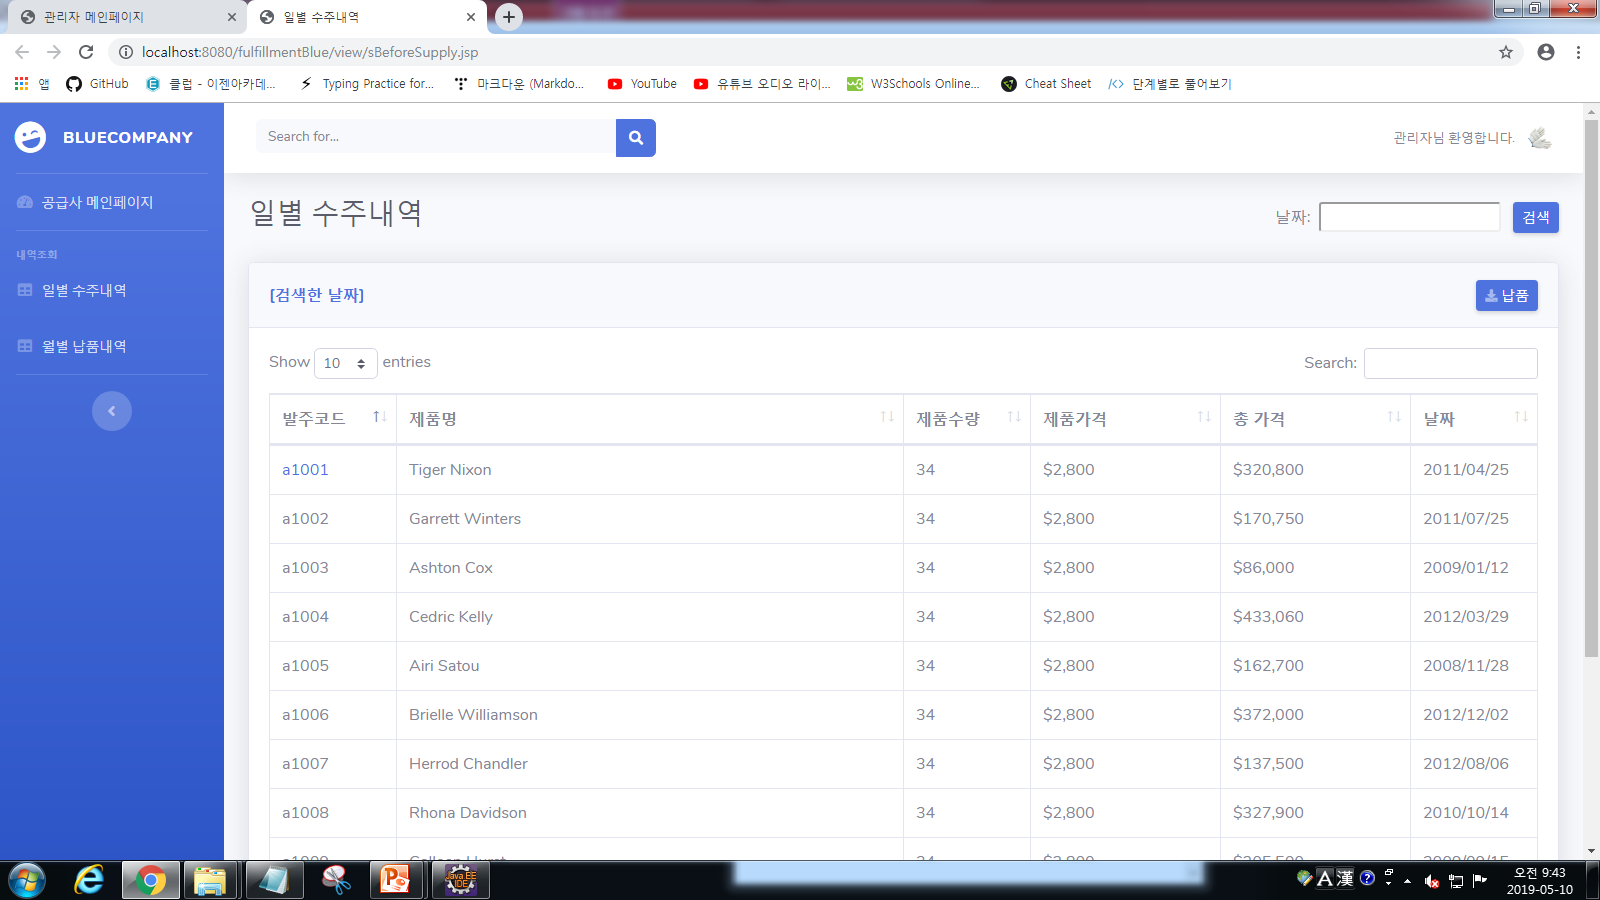 관리자 메인페이지
일별 수주내역
localhost:8080/fulfillmentBlue/view/sBeforeSupply.jsp
앱
GitHub
클럽 - 이젠아카데...
Typing Practice for...
마크다운 (Markdo...
YouTube
유튜브 오디오 라이...
W3Schools Online...
Cheat Sheet
단계별로 풀어보기
BLUECOMPANY
Search for...
관리자님 환영합니다.
공급사 메인페이지
내역조회
일별 수주내역
월별 납품내역
일별 수주내역
날짜:
검색
[검색한 날짜]
납품
Show 10 entries
Search:
발주코드 제품명 제품수량 제품가격 총 가격 날짜
a1001 Tiger Nixon 34 $2,800 $320,800 2011/04/25
a1002 Garrett Winters 34 $2,800 $170,750 2011/07/25
a1003 Ashton Cox 34 $2,800 $86,000 2009/01/12
a1004 Cedric Kelly 34 $2,800 $433,060 2012/03/29
a1005 Airi Satou 34 $2,800 $162,700 2008/11/28
a1006 Brielle Williamson 34 $2,800 $372,000 2012/12/02
a1007 Herrod Chandler 34 $2,800 $137,500 2012/08/06
a1008 Rhona Davidson 34 $2,800 $327,900 2010/10/14
Java EE
IDE
A 漢
오전 9:43
2019-05-10